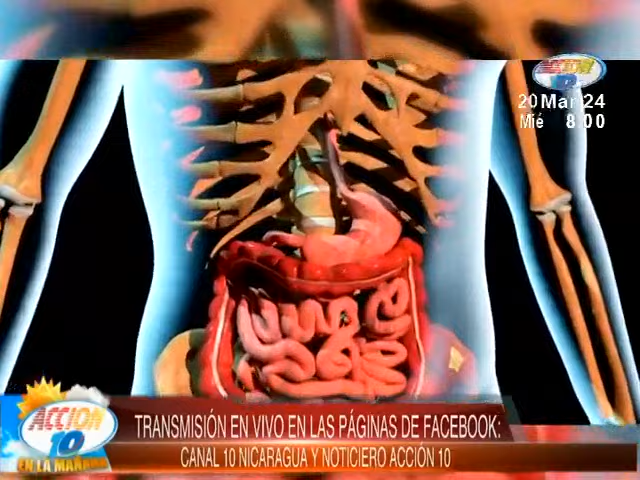 ACCION
10
20 Mar 24
Mié 8:00
ACCION
10
EN LA MAÑANA
TRANSMISIÓN EN VIVO EN LAS PÁGINAS DE FACEBOOK:
CANAL 10 NICARAGUA Y NOTICIERO ACCIÓN 10